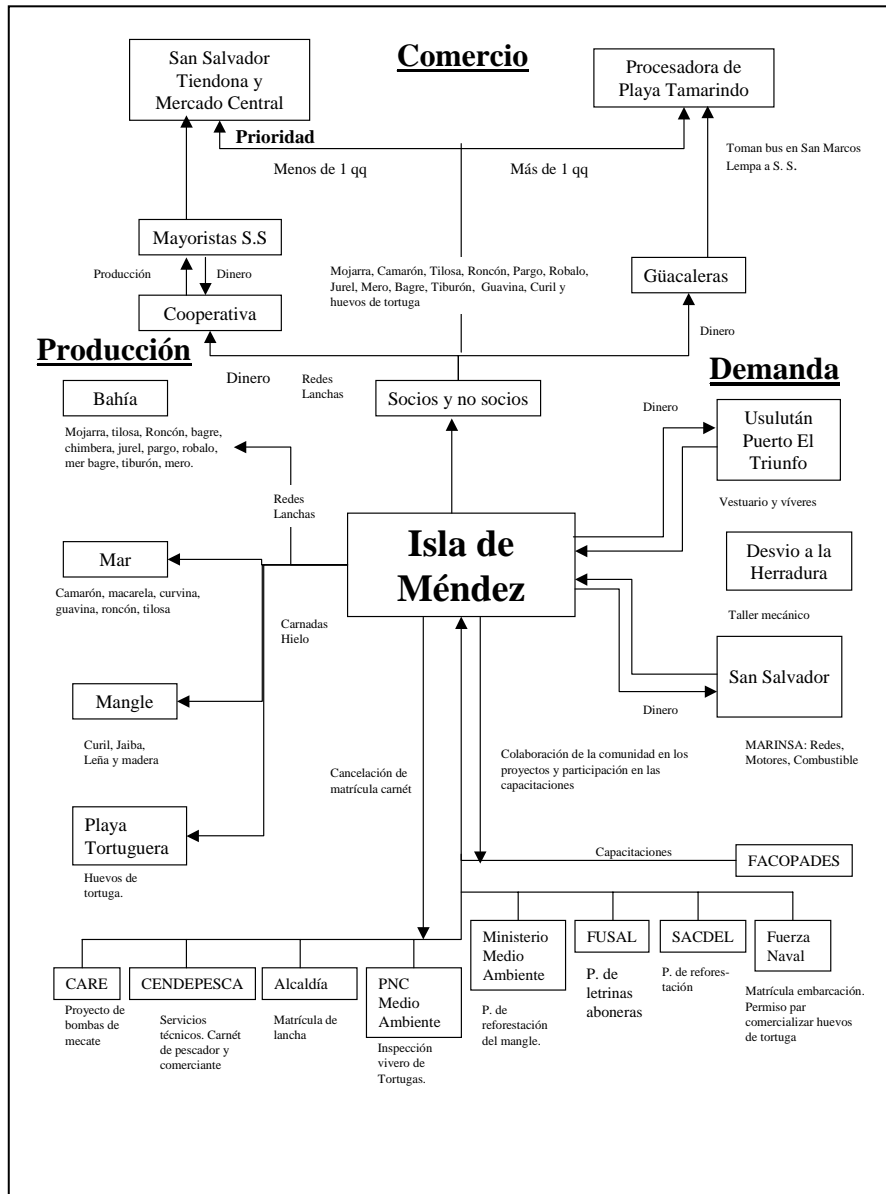 Comercio
San Salvador
Tiendona y
Mercado Central
Procesadora de
Playa Tamarindo
Prioridad
Menos de 1 qq
Más de 1 qq
Toman bus en San Marcos
Lempa a S. S.
Mayoristas S.S
Producción
Dinero
Cooperativa
Mojarra, Camarón, Tilosa, Roncón, Pargo, Robalo,
Jurel, Mero, Bagre, Tiburón, Guavina, Curil y
huevos de tortuga
Güacaleras
Dinero
Producción
Demanda
Dinero
Redes
Lanchas
Socios y no socios
Bahía
Mojarra, tilosa, Roncón, bagre,
chimbera, jurel, pargo, robalo,
mer bagre, tiburón, mero.
Dinero
Usulután
Puerto El
Triunfo
Vestuario y víveres
Redes
Lanchas
Isla de
Méndez
Mar
Camarón, macarela, curvina,
guavina, roncón, tilosa
Desvio a la
Herradura
Taller mecánico
Carnadas
Hielo
Mangle
Curil, Jaiba,
Leña y madera
San Salvador
Dinero
MARINSA: Redes,
Motores, Combustible
Cancelación de
matrícula carnét
Colaboración de la comunidad en los
proyectos y participación en las
capacitaciones
Playa
Tortuguera
Huevos de
tortuga.
Capacitaciones
FACOPADES
CARE
Proyecto de
bombas de
mecate
CENDEPESCA
Servicios
técnicos. Carnét
de pescador y
comerciante
Alcaldía
Matrícula de
lancha
PNC
Medio
Ambiente
Inspección
vivero de
Tortugas.
Ministerio
Medio
Ambiente
P. de
reforestación
del mangle.
FUSAL
P. de
letrinas
aboneras
SACDEL
P. de refores-
tación
Fuerza
Naval
Matrícula embarcación.
Permiso par
comercializar huevos
de tortuga